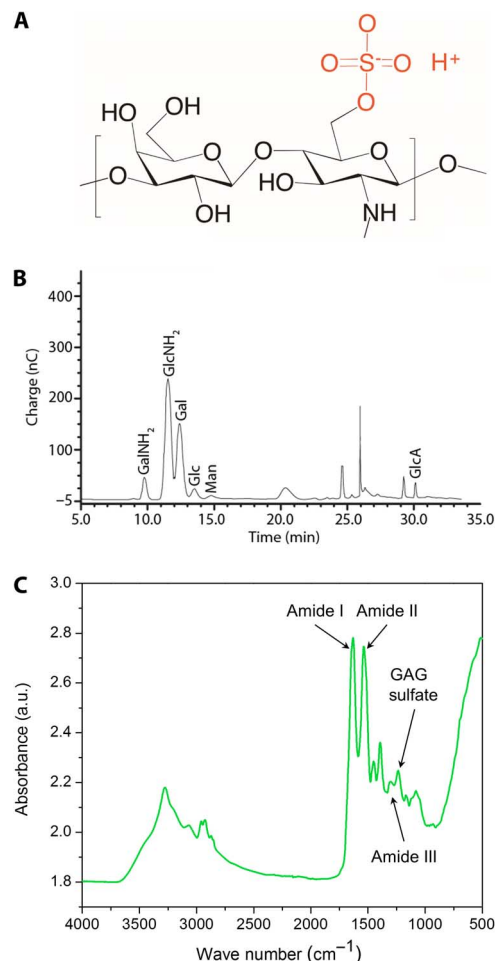 A
O
O=S-=O H+
O
HO OH
O O O O
O HO
OH NH
B
400
300
200
100
-5
Charge (nC)
GalNH2
GlcNH2
Gal
Glc
Man
GlcA
5.0 10.0 15.0 20.0 25.0 30.0 35.0
Time (min)
C
3.0
2.8
2.6
2.4
2.2
2.0
1.8
Absorbance (a.u.)
Amide I Amide II
GAG
sulfate
Amide III
4000 3500 3000 2500 2000 1500 1000 500
Wave number (cm−1)